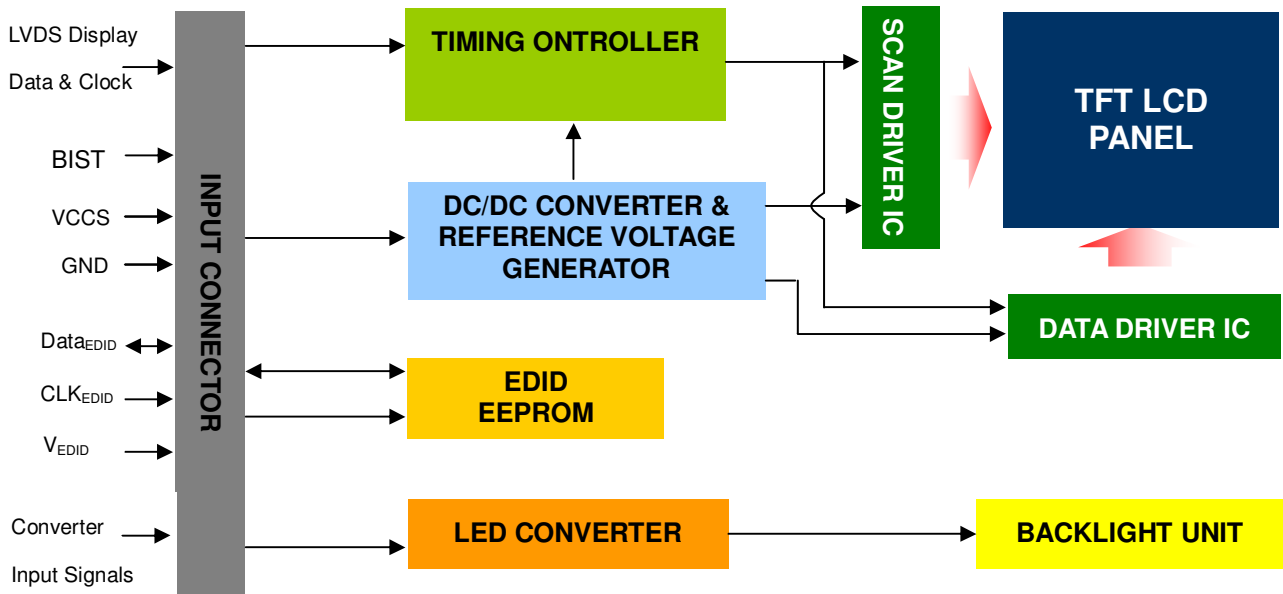 LVDS Display
Data & Clock
BIST
VCCS
GND
DataEDID
CLKEDID
VEDID
Converter
Input Signals
INPUT CONNECTOR
TIMING ONTROLLER
DC/DC CONVERTER &
REFERENCE VOLTAGE
GENERATOR
EDID
EEPROM
LED CONVERTER
SCAN DRIVER IC
TFT LCD
PANEL
DATA DRIVER IC
BACKLIGHT UNIT